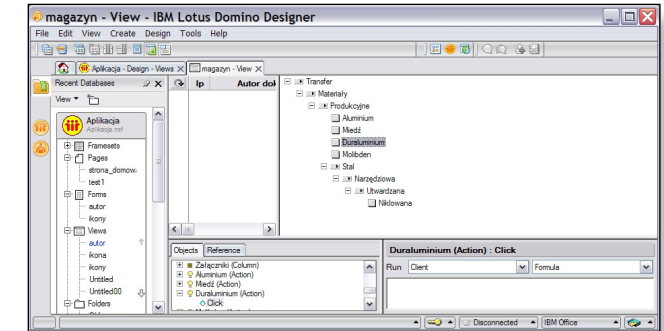 magazyn - View - IBM Lotus Domino Designer
File Edit View Create Design Tools Help
Aplikacja - Design - Views X magazyn - View X
Recent Databases
View
Aplikacja
Aplikacja.nsf
Framesets
Pages
strona_domow
test1
Forms
autor
ikony
Views
autor
ikona
ikony
Untitled
Untitled00
Folders
lp Autor dok
Transfer
Materiały
Produkcyjne
Aluminium
Miedź
Duraluminium
Molibden
Stal
Narzędziowa
Utwardzana
Niklowana
Objects Reference
Załączniki (Column)
Aluminium (Action)
Miedź (Action)
Duraluminium (Action)
Click
Duraluminium (Action) : Click
Run Client Formula
Disconnected IBM Office